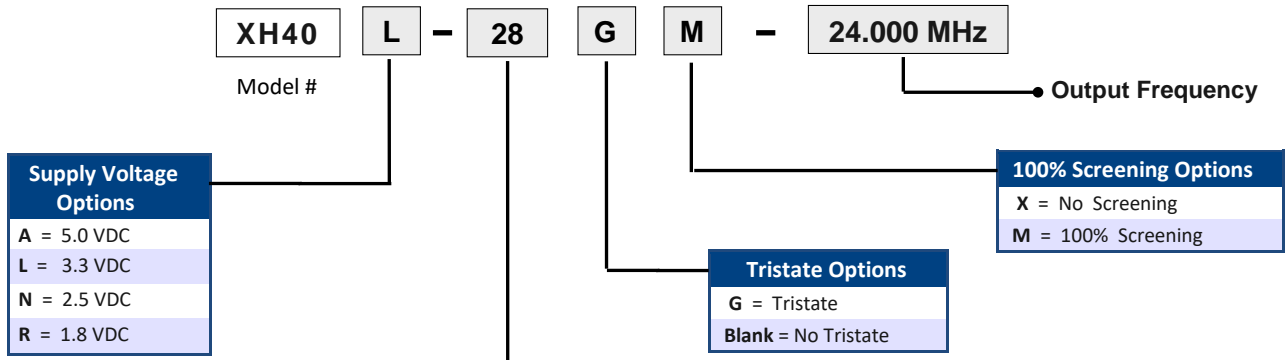 XH40 L – 28 G M – 24.000 MHz
Model #
Output Frequency
Supply Voltage
Options
A = 5.0 VDC
L = 3.3 VDC
N = 2.5 VDC
R = 1.8 VDC
100% Screening Options
X = No Screening
M = 100% Screening
Tristate Options
G = Tristate
Blank = No Tristate